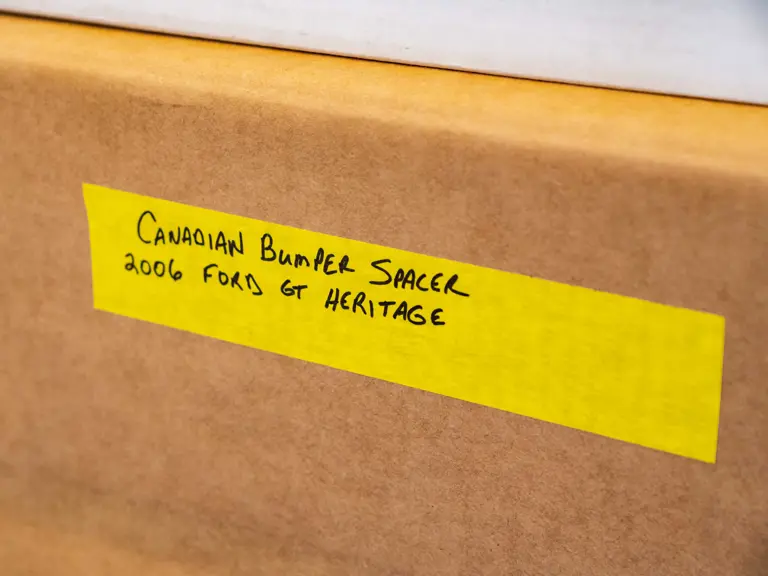 CANADIAN BUMPER SPACER
2006 FORD GT HERITAGE